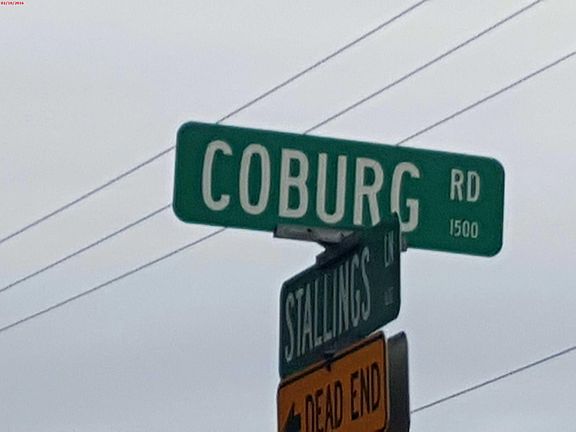 COBURG RD
1500
STALLINGS LN
DEAD END